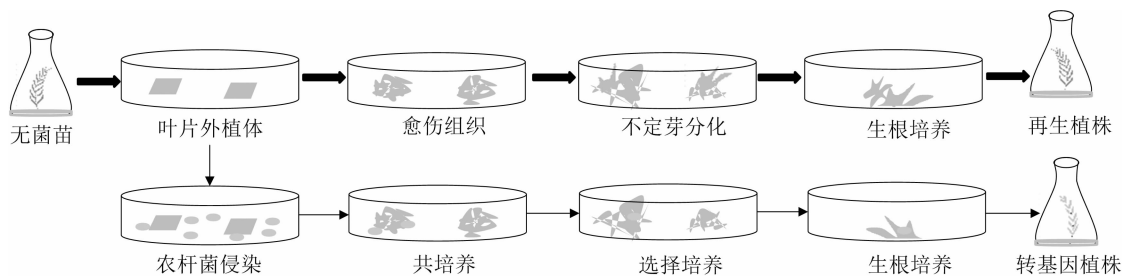 无菌苗
叶片外植体
愈伤组织
不定芽分化
生根培养
再生植株
农杆菌侵染
共培养
选择培养
生根培养
转基因植株